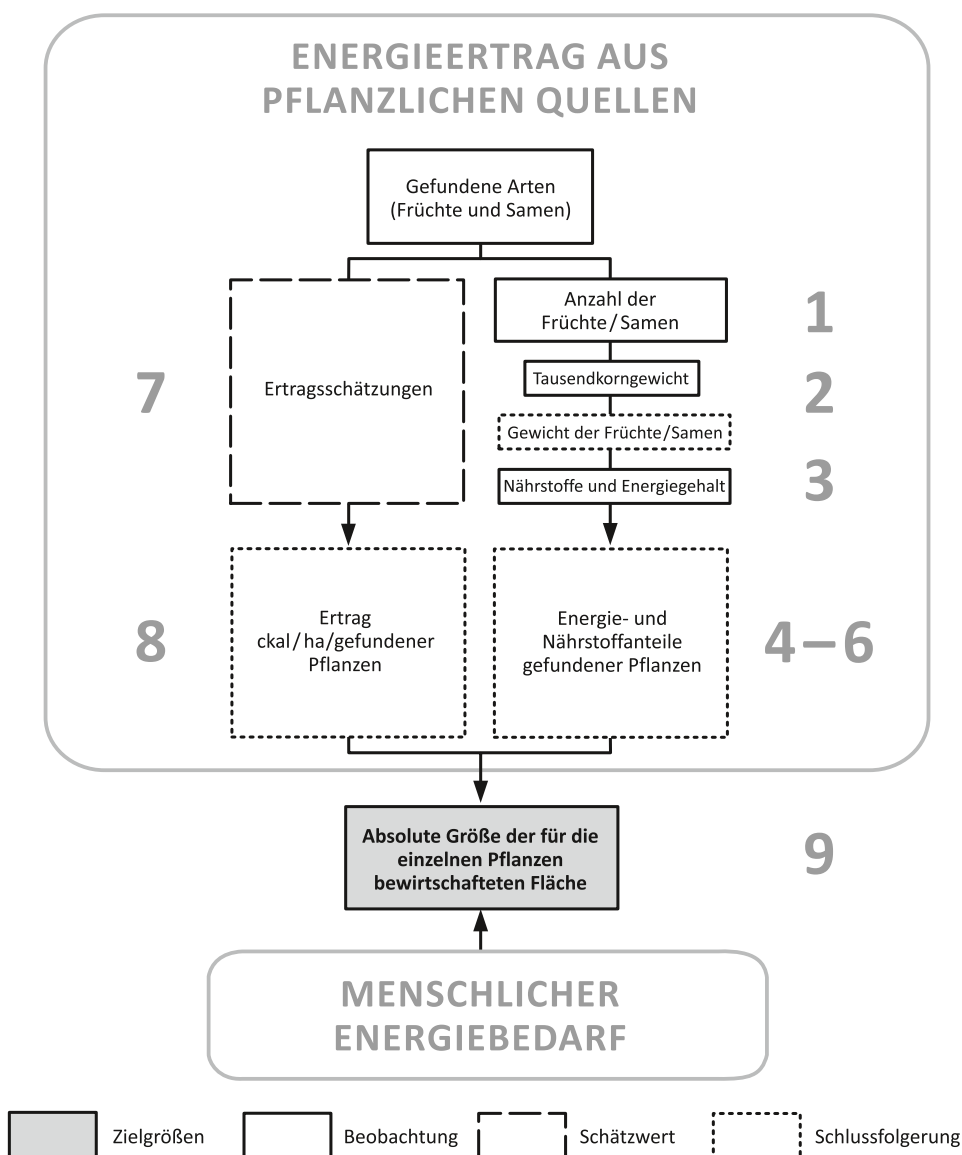 ENERGIEERTRAG AUS
PFLANZLICHEN QUELLEN
Gefundene Arten
(Früchte und Samen)
Anzahl der
Früchte/Samen
1
Tausendkorngewicht
2
7
Ertragsschätzungen
Gewicht der Früchte/Samen
Nährstoffe und Energiegehalt
3
8
Ertrag
ckal/ha/gefundener
Pflanzen
Energie- und
Nährstoffanteile
gefundener Pflanzen
4–6
Absolute Größe der für die
einzelnen Pflanzen
bewirtschafteten Fläche
9
MENSCHLICHER
ENERGIEBEDARF
Zielgrößen
Beobachtung
Schätzwert
Schlussfolgerung